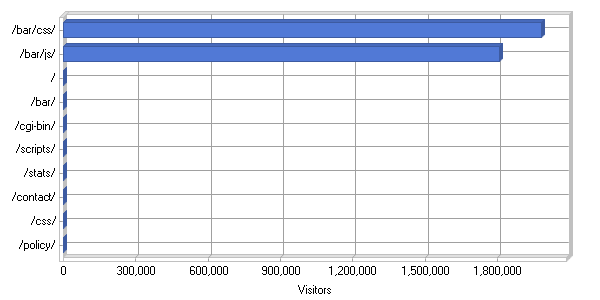 /bar/css/
/bar/js/
/
/bar/
/cgi-bin/
/scripts/
/stats/
/contact/
/css/
/policy/
0 300,000 600,000 900,000 1,200,000 1,500,000 1,800,000
Visitors